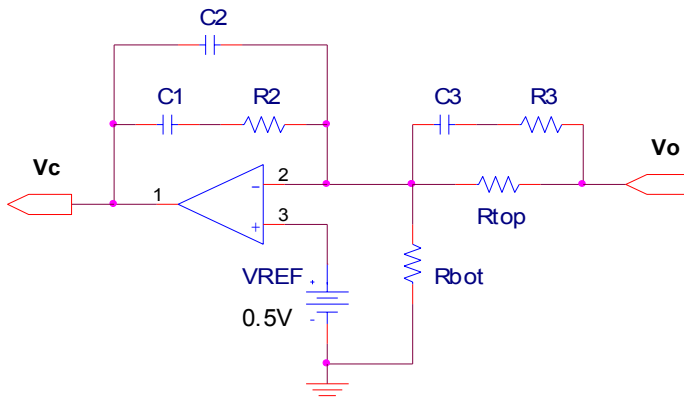 C2
C1 R2 C3 R3
Vc Vo
1 2 -
3 +
Rtop
Rbot
VREF +
0.5V -